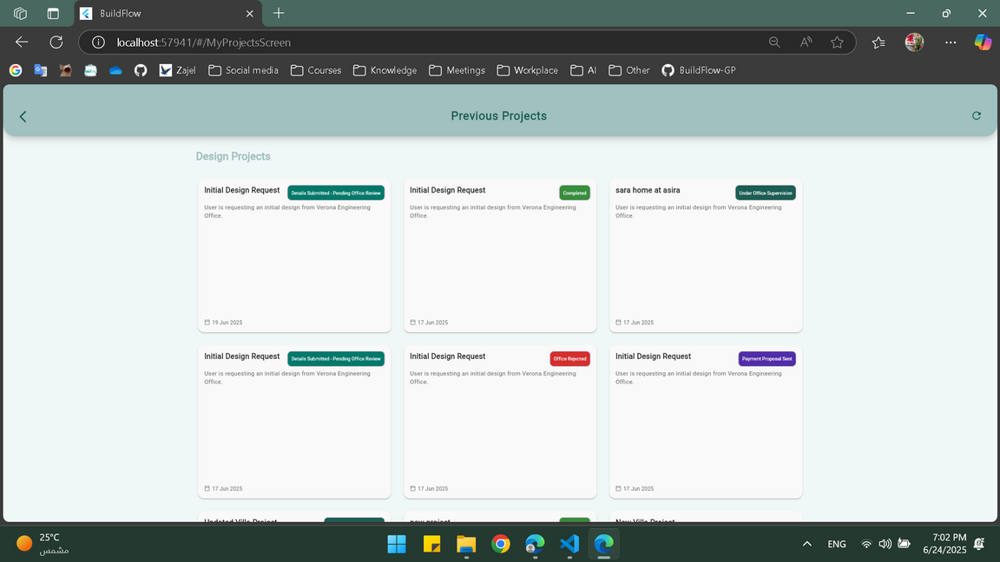 BuildFlow
localhost:57941/#/MyProjectsScreen
Zajel Social media Courses Knowledge Meetings Workplace AI Other BuildFlow-GP
Previous Projects
Design Projects
Initial Design Request Details Submitted - Pending Office Review
User is requesting an initial design from Verona Engineering
Office.
19 Jun 2025
Initial Design Request Completed
User is requesting an initial design from Verona Engineering
Office.
17 Jun 2025
sara home at asira Under Office Supervision
User is requesting an initial design from Verona Engineering
Office.
17 Jun 2025
Initial Design Request Details Submitted - Pending Office Review
User is requesting an initial design from Verona Engineering
Office.
17 Jun 2025
Initial Design Request Office Rejected
User is requesting an initial design from Verona Engineering
Office.
17 Jun 2025
Initial Design Request Payment Proposal Sent
User is requesting an initial design from Verona Engineering
Office.
17 Jun 2025
Updated Villa Project
new project
New Villa Project
25°C
مشمس
ENG
7:02 PM
6/24/2025